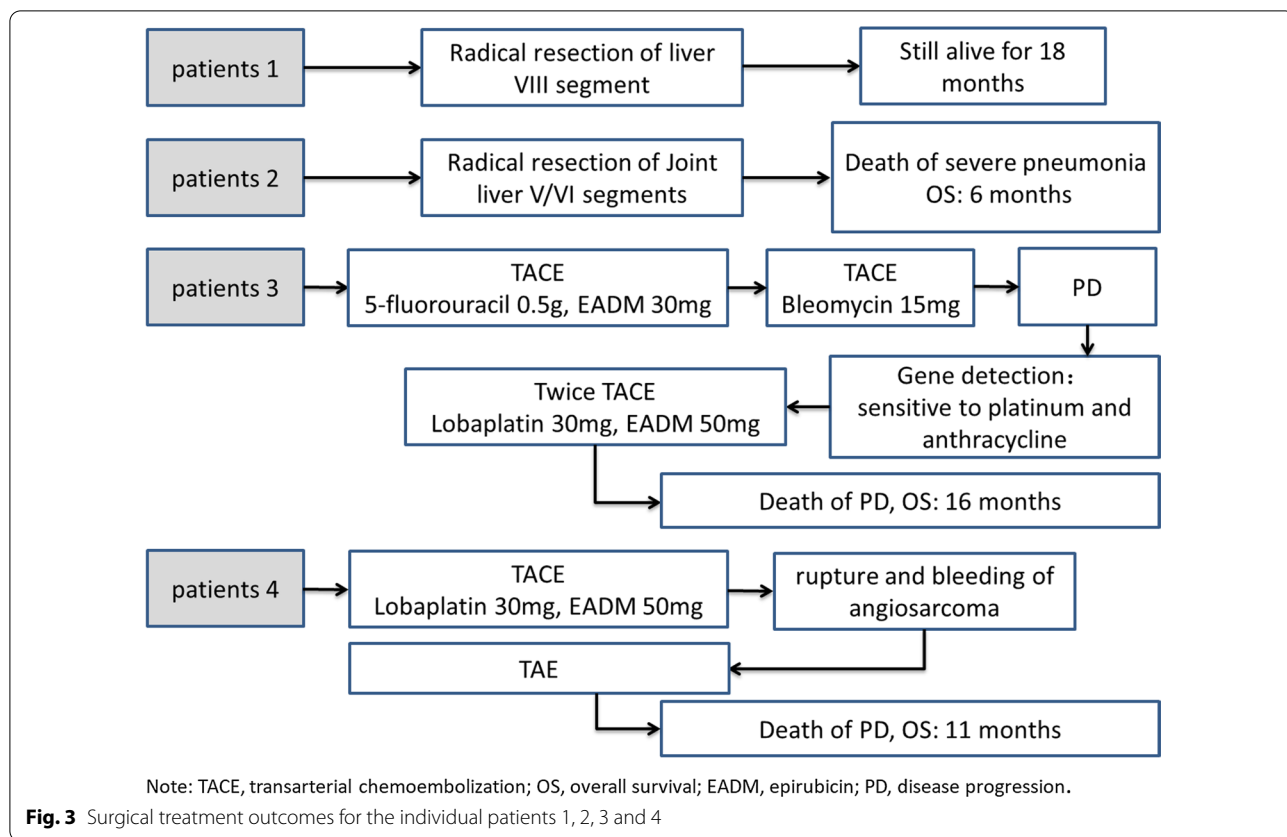 patients 1
Radical resection of liver
VIII segment
Still alive for 18
months
patients 2
Radical resection of Joint
liver V/VI segments
Death of severe pneumonia
OS: 6 months
patients 3
TACE
5-fluorouracil 0.5g, EADM 30mg
TACE
Bleomycin 15mg
PD
Gene detection:
sensitive to platinum and
anthracycline
Twice TACE
Lobaplatin 30mg, EADM 50mg
Death of PD, OS: 16 months
patients 4
TACE
Lobaplatin 30mg, EADM 50mg
rupture and bleeding of
angiosarcoma
TAE
Death of PD, OS: 11 months
Note: TACE, transarterial chemoembolization; OS, overall survival; EADM, epirubicin; PD, disease progression.
Fig. 3 Surgical treatment outcomes for the individual patients 1, 2, 3 and 4